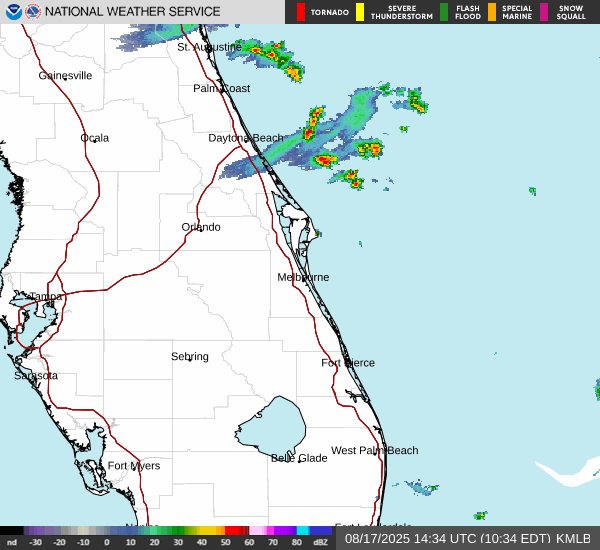 NATIONAL WEATHER SERVICE
TORNADO
SEVERE THUNDERSTORM
FLASH FLOOD
SPECIAL MARINE
SNOW SQUALL
St. Augustine
Gainesville
Palm Coast
Ocala
Daytona Beach
Orlando
Melbourne
Tampa
Sebring
Fort Pierce
Sarasota
West Palm Beach
Belle Glade
Fort Myers
nd -30 -20 -10 0 10 20 30 40 50 60 70 80 dBZ
08/17/2025 14:34 UTC (10:34 EDT) KMLB